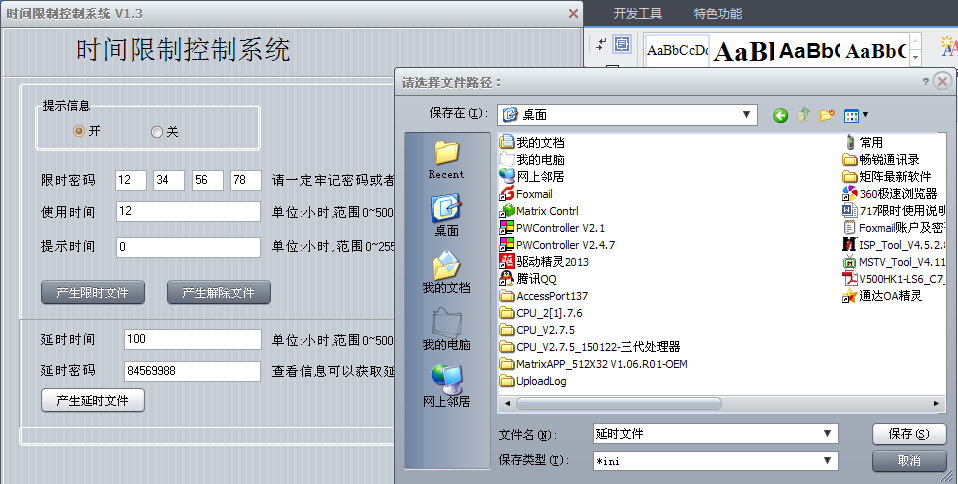 时间限制控制系统 V1.3
开发工具 特色功能
时间限制控制系统
AaBbCcDc AaBl AaBbC AaBbC
请选择文件路径：
提示信息
开 关
保存在(I): 桌面
限时密码 12 34 56 78 请一定牢记密码或者
使用时间 12 单位:小时,范围0~500
提示时间 0 单位:小时,范围0~255
产生限时文件 产生解除文件
延时时间 100 单位:小时,范围0~500
延时密码 84569988 查看信息可以获取延
产生延时文件
Recent
桌面
我的文档
我的电脑
网上邻居
我的文档
我的电脑
网上邻居
Foxmail
Matrix Contrl
PWController V2.1
PWController V2.4.7
驱动精灵2013
腾讯QQ
AccessPort137
CPU_2[1].7.6
CPU_V2.7.5
CPU_V2.7.5_150122-三代处理器
MatrixAPP_512X32 V1.06.R01-OEM
UploadLog
常用
畅锐通讯录
矩阵最新软件
360极速浏览器
717限时使用说明
Foxmail账户及密
ISP_Tool_V4.5.2.8
MSTV_Tool_V4.11
V500HK1-LS6_C7_
通达OA精灵
文件名(N): 延时文件 保存(S)
保存类型(T): *ini 取消